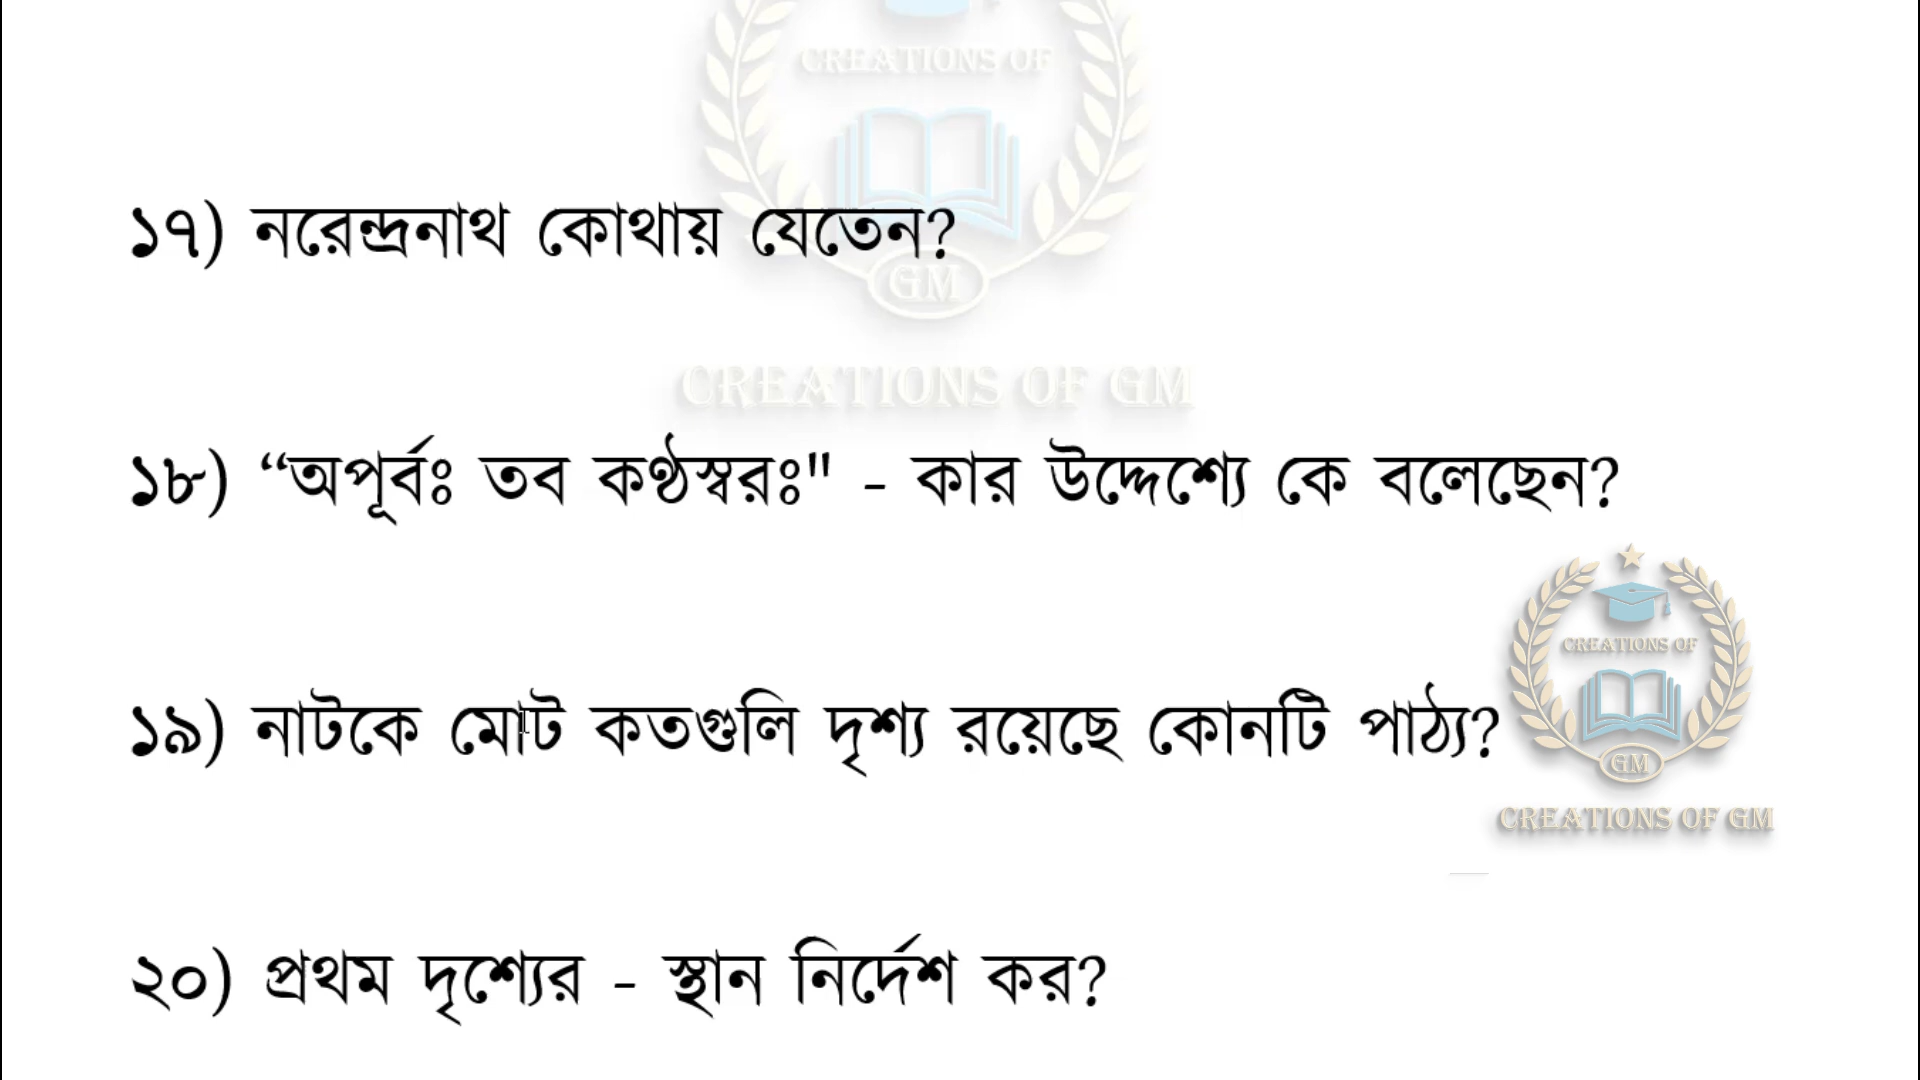 CREATIONS OF
১৭) নরেন্দ্রনাথ কোথায় যেতেন?
GM
CREATIONS OF GM
১৮) “অপূর্বঃ তব কণ্ঠস্বরঃ" - কার উদ্দেশ্যে কে বলেছেন?
CREATIONS OF
১৯) নাটকে মোট কতগুলি দৃশ্য রয়েছে কোনটি পাঠ্য?
GM
CREATIONS OF GM
২০) প্রথম দৃশ্যের - স্থান নির্দেশ কর?